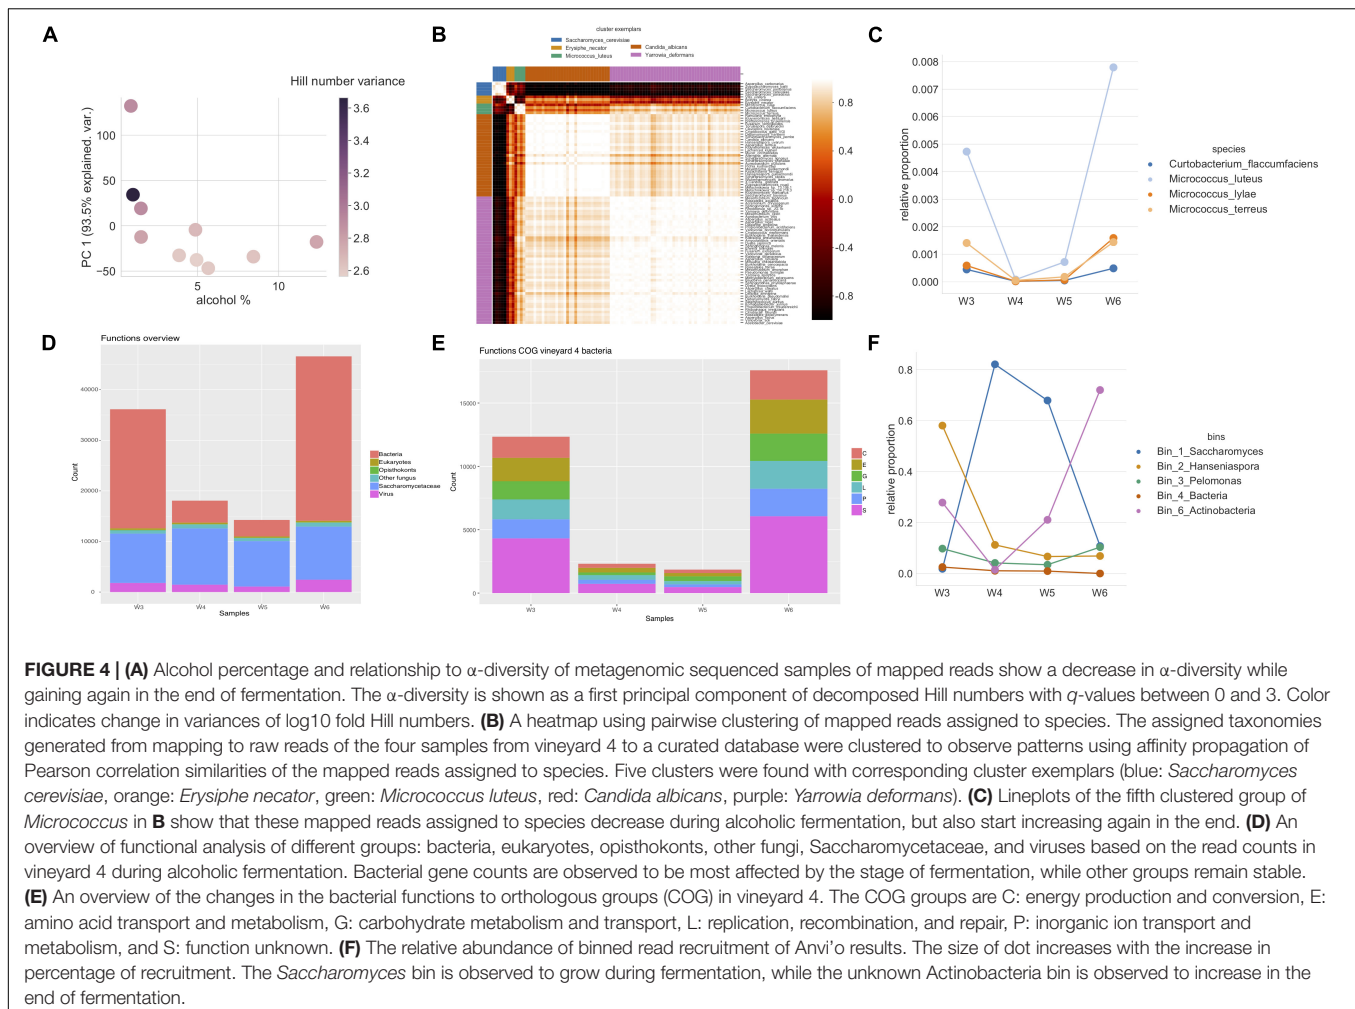 A
Hill number variance
3.6
3.4
3.2
3.0
2.8
2.6
100
50
0
−50
PC 1 (93.5% explained. var.)
5
10
alcohol %
B
cluster exemplars
Saccharomyces_cerevisiae
Erysiphe_necator
Micrococcus_luteus
Candida_albicans
Yarrowia_deformans
0.8
0.4
0.0
-0.4
-0.8
C
0.008
0.007
0.006
0.005
0.004
0.003
0.002
0.001
0.000
relative proportion
W3
W4
W5
W6
species
Curtobacterium_flaccumfaciens
Micrococcus_luteus
Micrococcus_lylae
Micrococcus_terreus
D
Functions overview
40000
30000
20000
10000
0
Count
W3
W4
W5
W6
Samples
Bacteria
Eukaryotes
Opisthokonts
Other fungus
Saccharomycetaceae
Virus
E
Functions COG vineyard 4 bacteria
15000
10000
5000
0
Count
W3
W4
W5
W6
Samples
C
E
G
L
P
S
F
0.8
0.6
0.4
0.2
0.0
relative proportion
W3
W4
W5
W6
bins
Bin_1_Saccharomyces
Bin_2_Hanseniaspora
Bin_3_Pelomonas
Bin_4_Bacteria
Bin_6_Actinobacteria
FIGURE 4 | (A) Alcohol percentage and relationship to α-diversity of metagenomic sequenced samples of mapped reads show a decrease in α-diversity while
gaining again in the end of fermentation. The α-diversity is shown as a first principal component of decomposed Hill numbers with q-values between 0 and 3. Color
indicates change in variances of log10 fold Hill numbers. (B) A heatmap using pairwise clustering of mapped reads assigned to species. The assigned taxonomies
generated from mapping to raw reads of the four samples from vineyard 4 to a curated database were clustered to observe patterns using affinity propagation of
Pearson correlation similarities of the mapped reads assigned to species. Five clusters were found with corresponding cluster exemplars (blue: Saccharomyces
cerevisiae, orange: Erysiphe necator, green: Micrococcus luteus, red: Candida albicans, purple: Yarrowia deformans). (C) Lineplots of the fifth clustered group of
Micrococcus in B show that these mapped reads assigned to species decrease during alcoholic fermentation, but also start increasing again in the end. (D) An
overview of functional analysis of different groups: bacteria, eukaryotes, opisthokonts, other fungi, Saccharomycetaceae, and viruses based on the read counts in
vineyard 4 during alcoholic fermentation. Bacterial gene counts are observed to be most affected by the stage of fermentation, while other groups remain stable.
(E) An overview of the changes in the bacterial functions to orthologous groups (COG) in vineyard 4. The COG groups are C: energy production and conversion, E:
amino acid transport and metabolism, G: carbohydrate metabolism and transport, L: replication, recombination, and repair, P: inorganic ion transport and
metabolism, and S: function unknown. (F) The relative abundance of binned read recruitment of Anvi'o results. The size of dot increases with the increase in
percentage of recruitment. The Saccharomyces bin is observed to grow during fermentation, while the unknown Actinobacteria bin is observed to increase in the
end of fermentation.